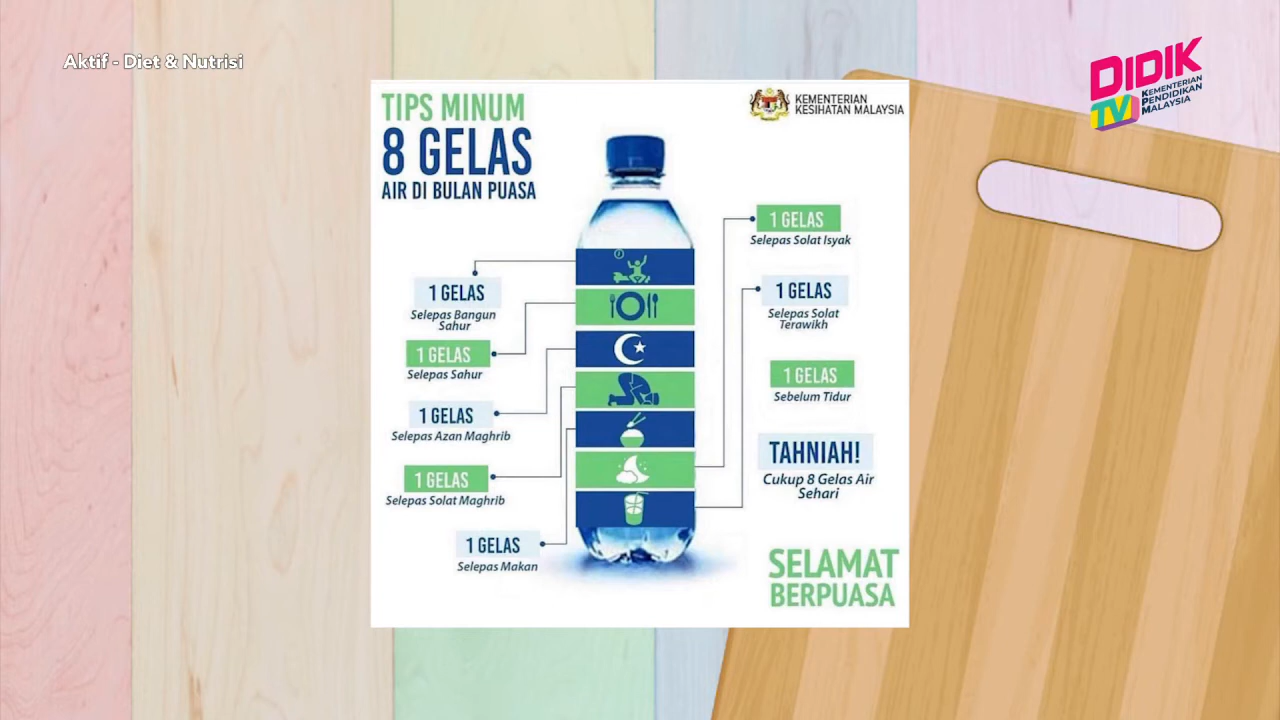 Aktif - Diet & Nutrisi
DIDIK
TV
KEMENTERIAN
PENDIDIKAN
MALAYSIA
TIPS MINUM
8 GELAS
AIR DI BULAN PUASA
KEMENTERIAN
KESIHATAN MALAYSIA
1 GELAS
Selepas Bangun
Sahur
1 GELAS
Selepas Sahur
1 GELAS
Selepas Azan Maghrib
1 GELAS
Selepas Solat Maghrib
1 GELAS
Selepas Makan
1 GELAS
Selepas Solat Isyak
1 GELAS
Selepas Solat
Terawikh
1 GELAS
Sebelum Tidur
TAHNIAH!
Cukup 8 Gelas Air
Sehari
SELAMAT
BERPUASA